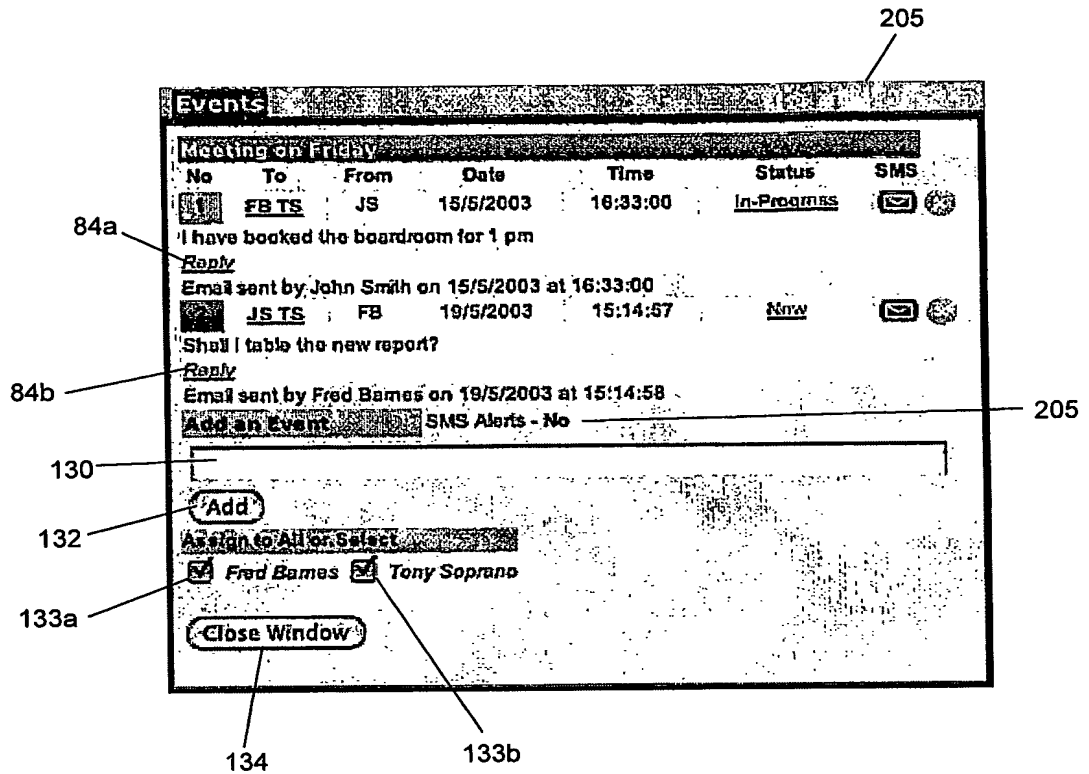 205
Events
Meeting on Friday
No To From Date Time Status SMS
1 FB TS JS 15/5/2003 16:33:00 In-Progress
84a
I have booked the boardroom for 1 pm
Reply
Email sent by John Smith on 15/5/2003 at 16:33:00
2 JS TS FB 19/5/2003 15:14:57 New
Shall I table the new report?
84b
Reply
Email sent by Fred Barnes on 19/5/2003 at 15:14:58
Add an Event SMS Alerts - No 205
130
132 Add
Assign to All or Select
133a Fred Barnes Tony Soprano
Close Window
134 133b